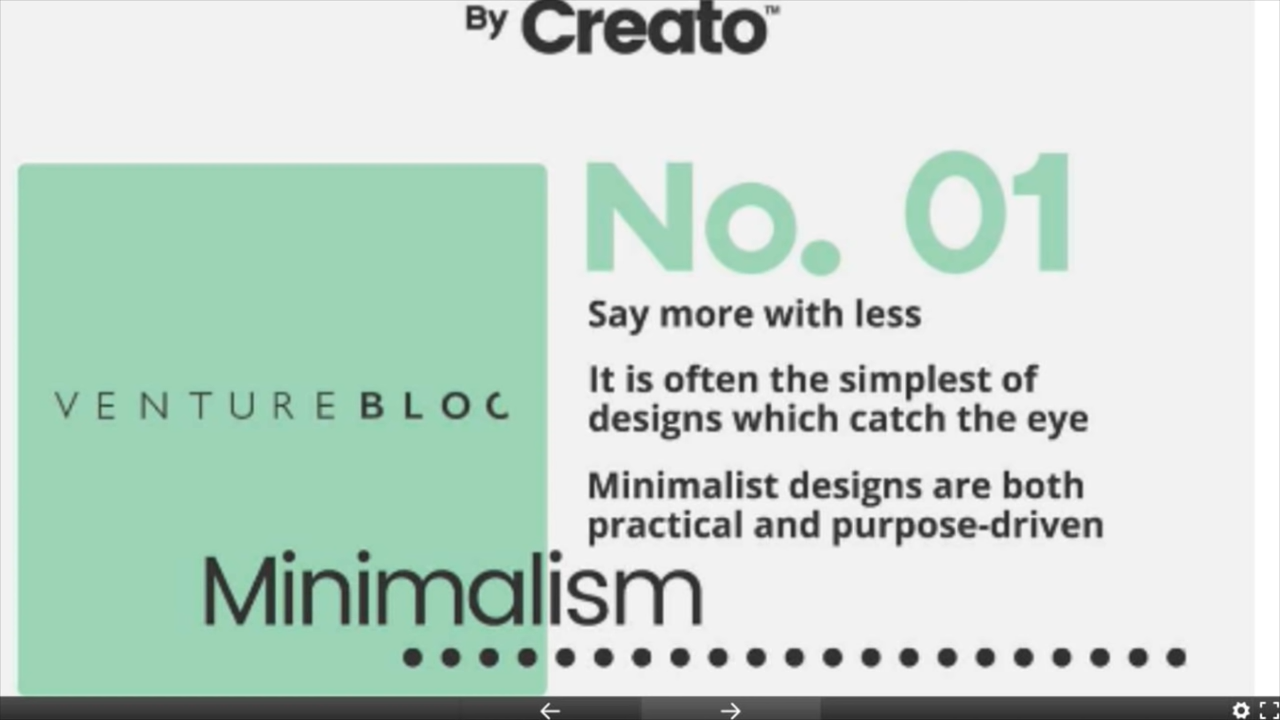 By Creato™
No. 01
Say more with less
It is often the simplest of
designs which catch the eye
Minimalist designs are both
practical and purpose-driven
VENTUREBLOC
Minimalism